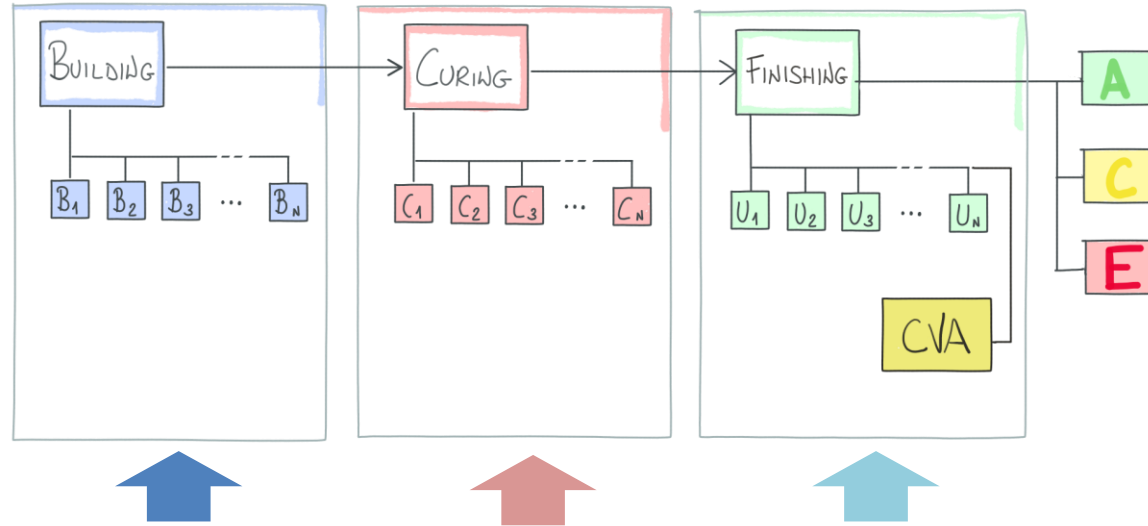 BUILDING
CURING
FINISHING
A
C
E
B1 B2 B3 ... BN
C1 C2 C3 ... CN
U1 U2 U3 ... UN
CVA